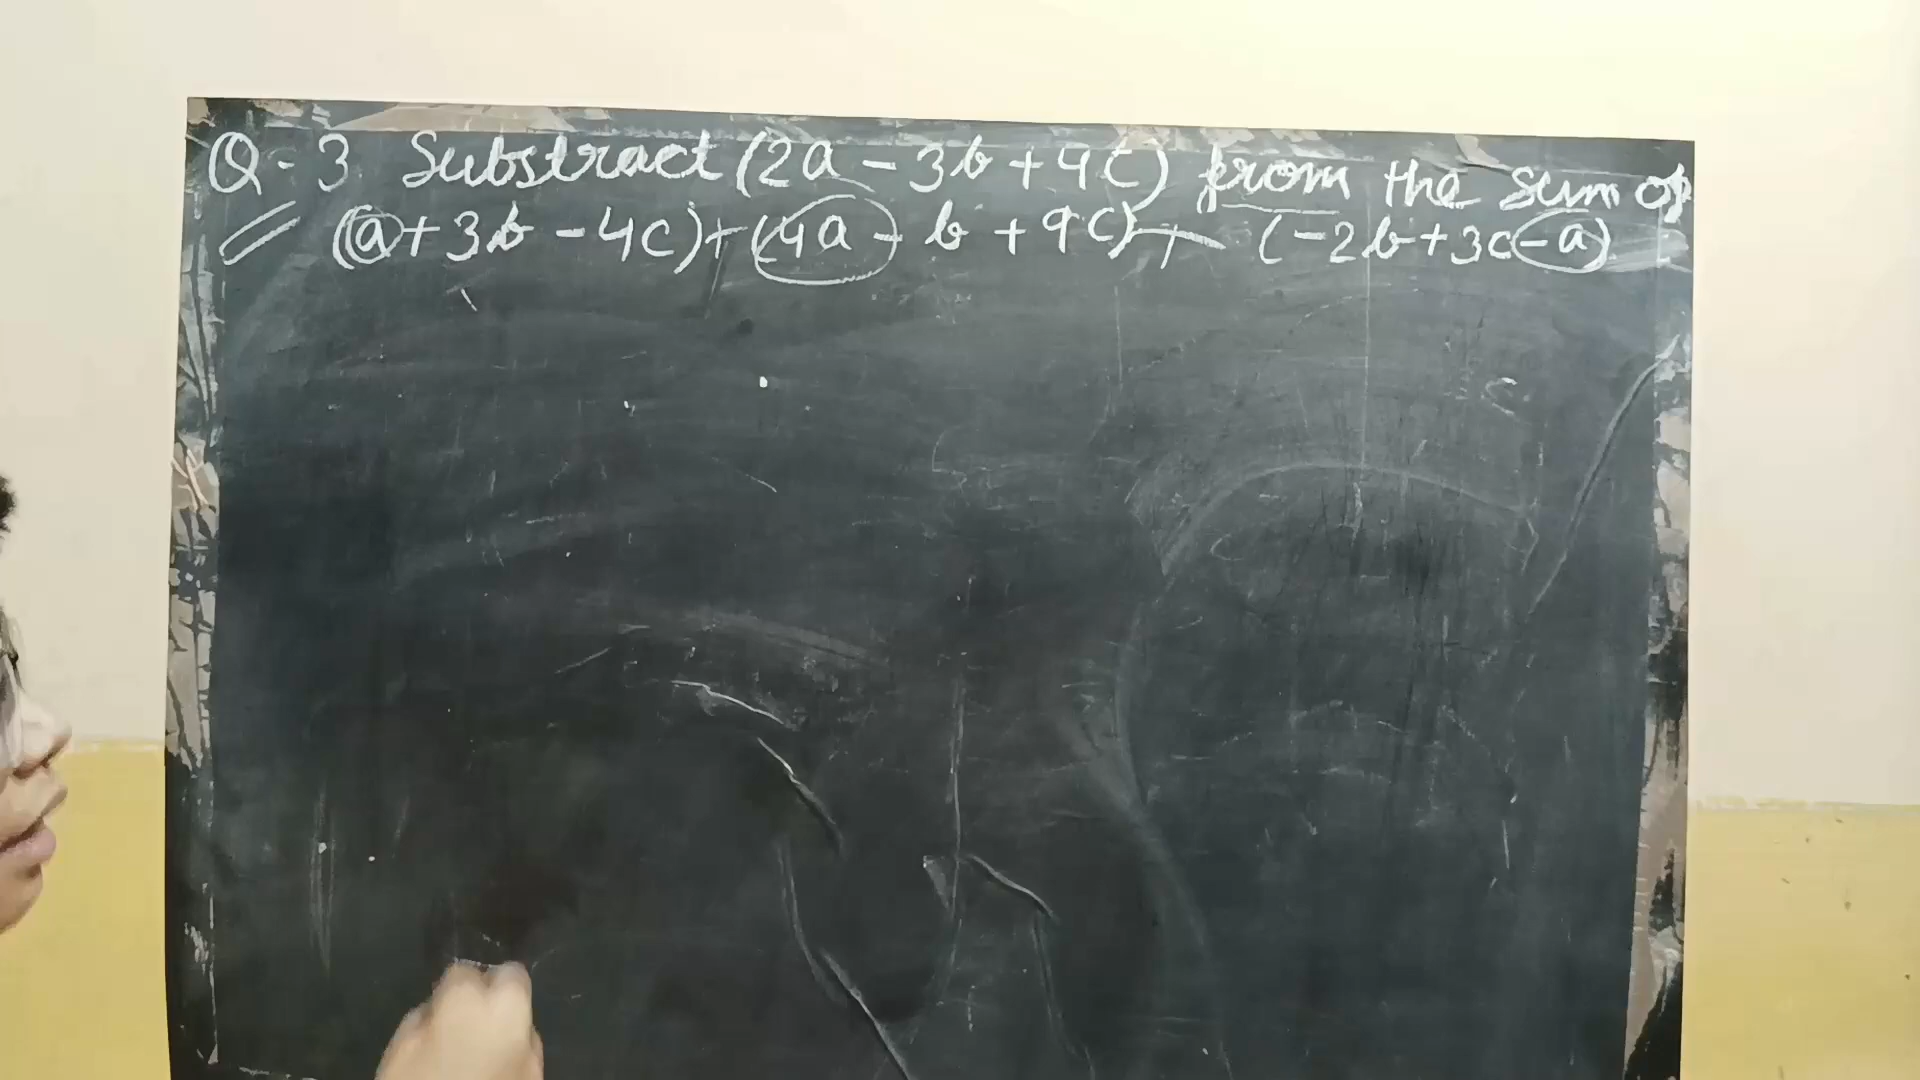 Q-3 Substract (2a - 3b + 4c) from the sum of
(a + 3b - 4c) + (4a - b + 9c) + (-2b + 3c - a)